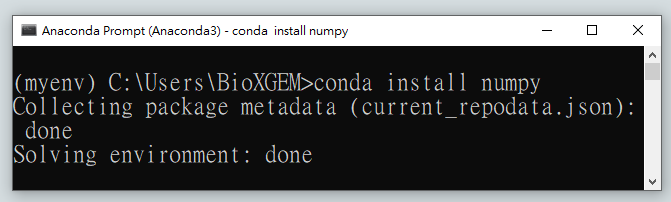 Anaconda Prompt (Anaconda3) - conda  install numpy
(myenv) C:\Users\BioXGEM>conda install numpy
Collecting package metadata (current_repodata.json):
 done
Solving environment: done